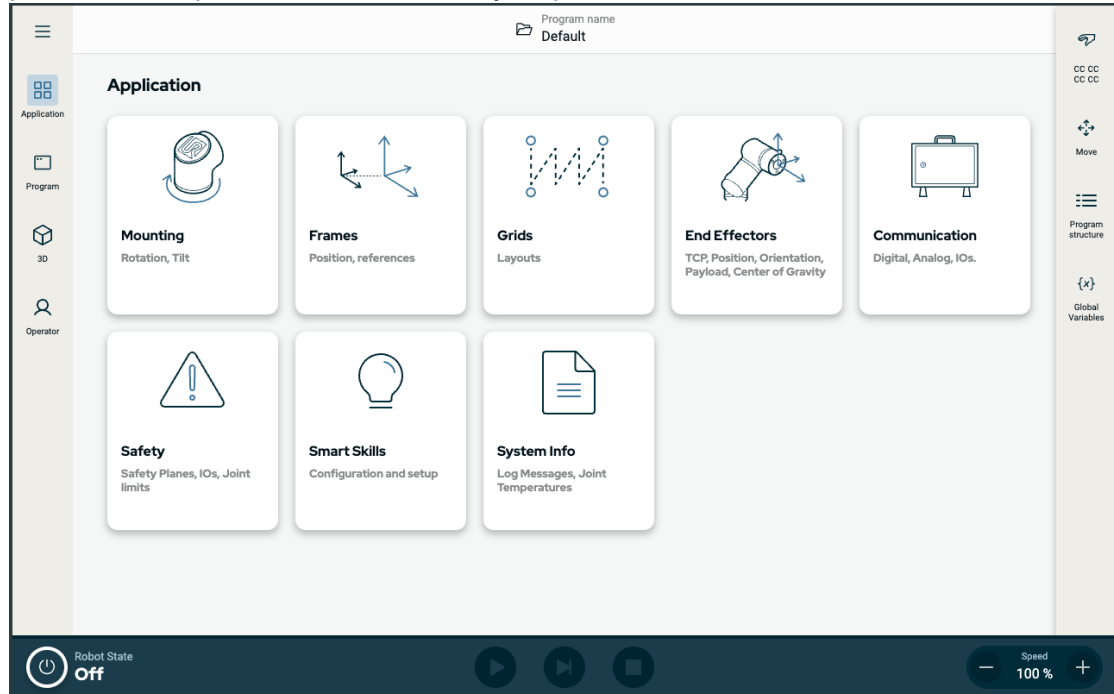 Program name
Default
Application
Application
Program
3D
Operator
Mounting
Rotation, Tilt
Frames
Position, references
Grids
Layouts
End Effectors
TCP, Position, Orientation,
Payload, Center of Gravity
Communication
Digital, Analog, IOs.
Safety
Safety Planes, IOs, Joint
limits
Smart Skills
Configuration and setup
System Info
Log Messages, Joint
Temperatures
CC CC
CC CC
Move
Program
structure
{x}
Global
Variables
Robot State
Off
Speed
100 %